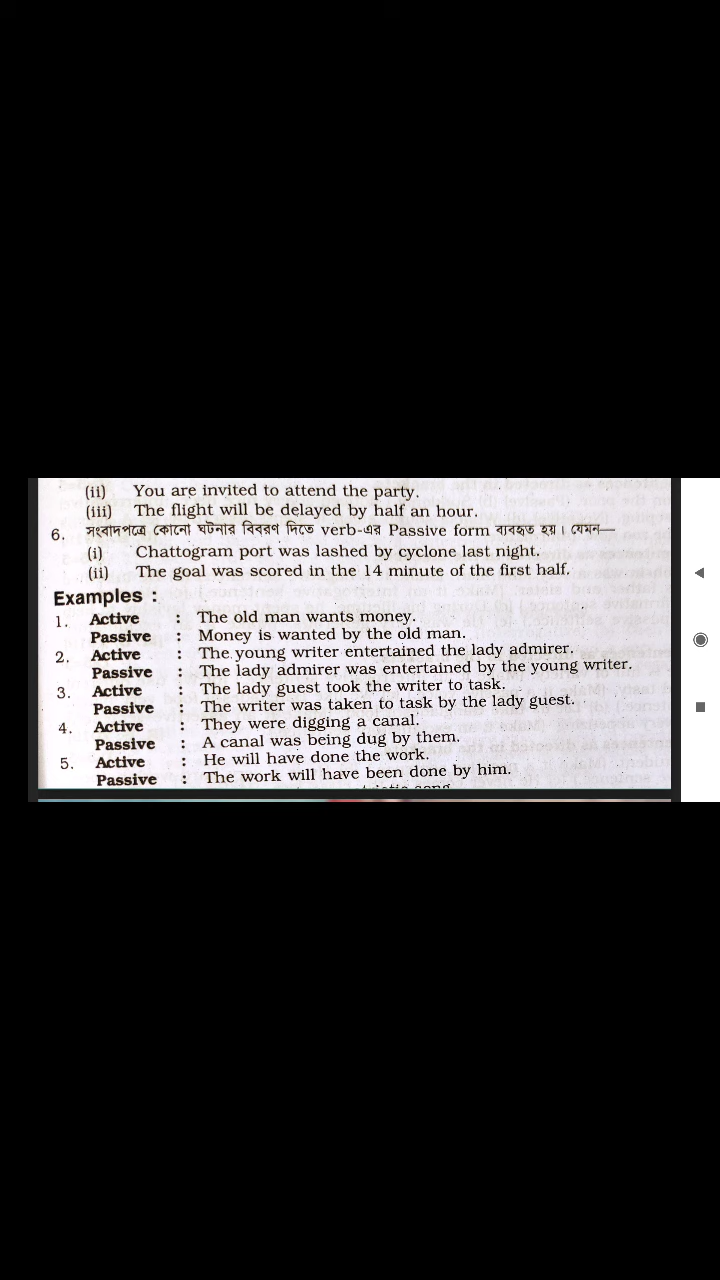 (ii) You are invited to attend the party.
(iii) The flight will be delayed by half an hour.
6. সংবাদপত্রে কোনো ঘটনার বিবরণ দিতে verb-এর Passive form ব্যবহৃত হয়। যেমন—
(i) Chattogram port was lashed by cyclone last night.
(ii) The goal was scored in the 14 minute of the first half.
Examples :
1. Active : The old man wants money.
Passive : Money is wanted by the old man.
2. Active : The young writer entertained the lady admirer.
Passive : The lady admirer was entertained by the young writer.
3. Active : The lady guest took the writer to task.
Passive : The writer was taken to task by the lady guest.
4. Active : They were digging a canal.
Passive : A canal was being dug by them.
5. Active : He will have done the work.
Passive : The work will have been done by him.